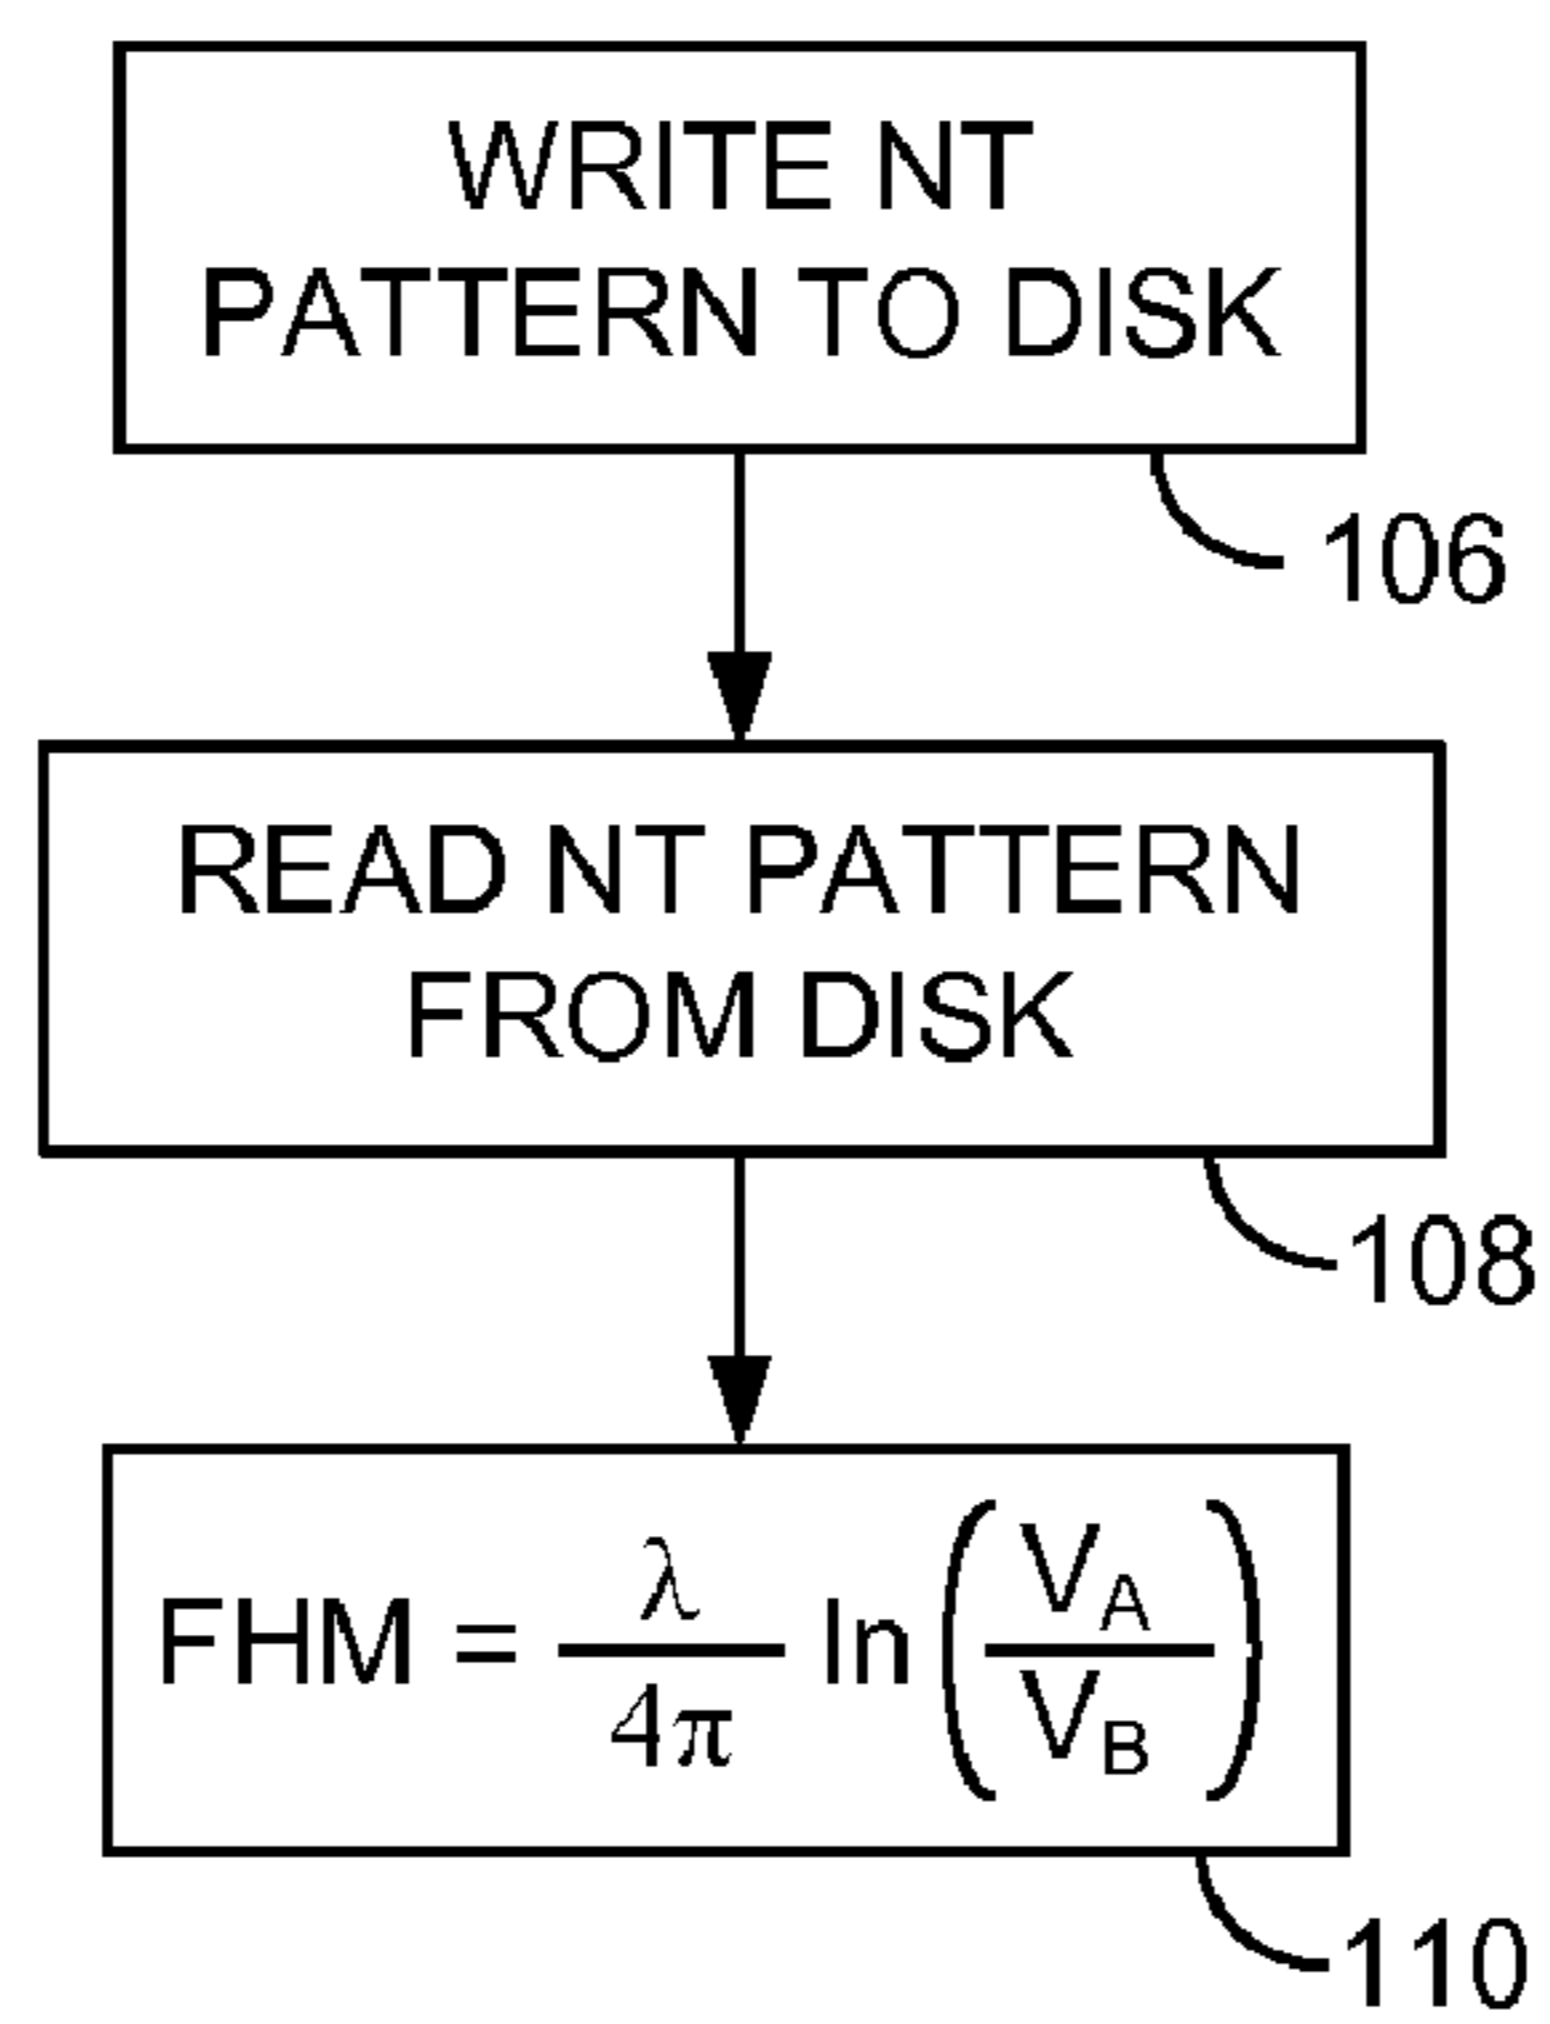 WRITE NT
PATTERN TO DISK
106
READ NT PATTERN
FROM DISK
108
FHM = λ/4π ln(V_A/V_B)
110